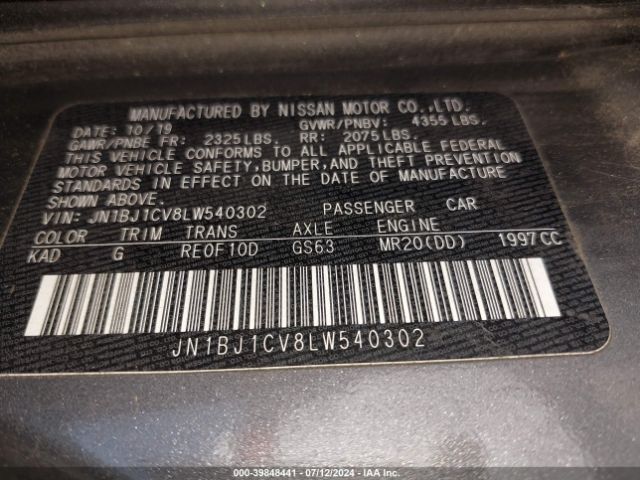 MANUFACTURED BY NISSAN MOTOR CO.,LTD.
DATE: 10/19 GVWR/PNBV: 4355 LBS.
GAWR/PNBE FR: 2325 LBS. RR: 2075 LBS.
THIS VEHICLE CONFORMS TO ALL APPLICABLE FEDERAL
MOTOR VEHICLE SAFETY,BUMPER,AND THEFT PREVENTION
STANDARDS IN EFFECT ON THE DATE OF MANUFACTURE
SHOWN ABOVE.
VIN: JN1BJ1CV8LW540302 PASSENGER CAR
COLOR TRIM TRANS AXLE ENGINE
KAD G RE0F10D GS63 MR20(DD) 1997 CC
JN1BJ1CV8LW540302
000-39848441 - 07/12/2024 - IAA Inc.